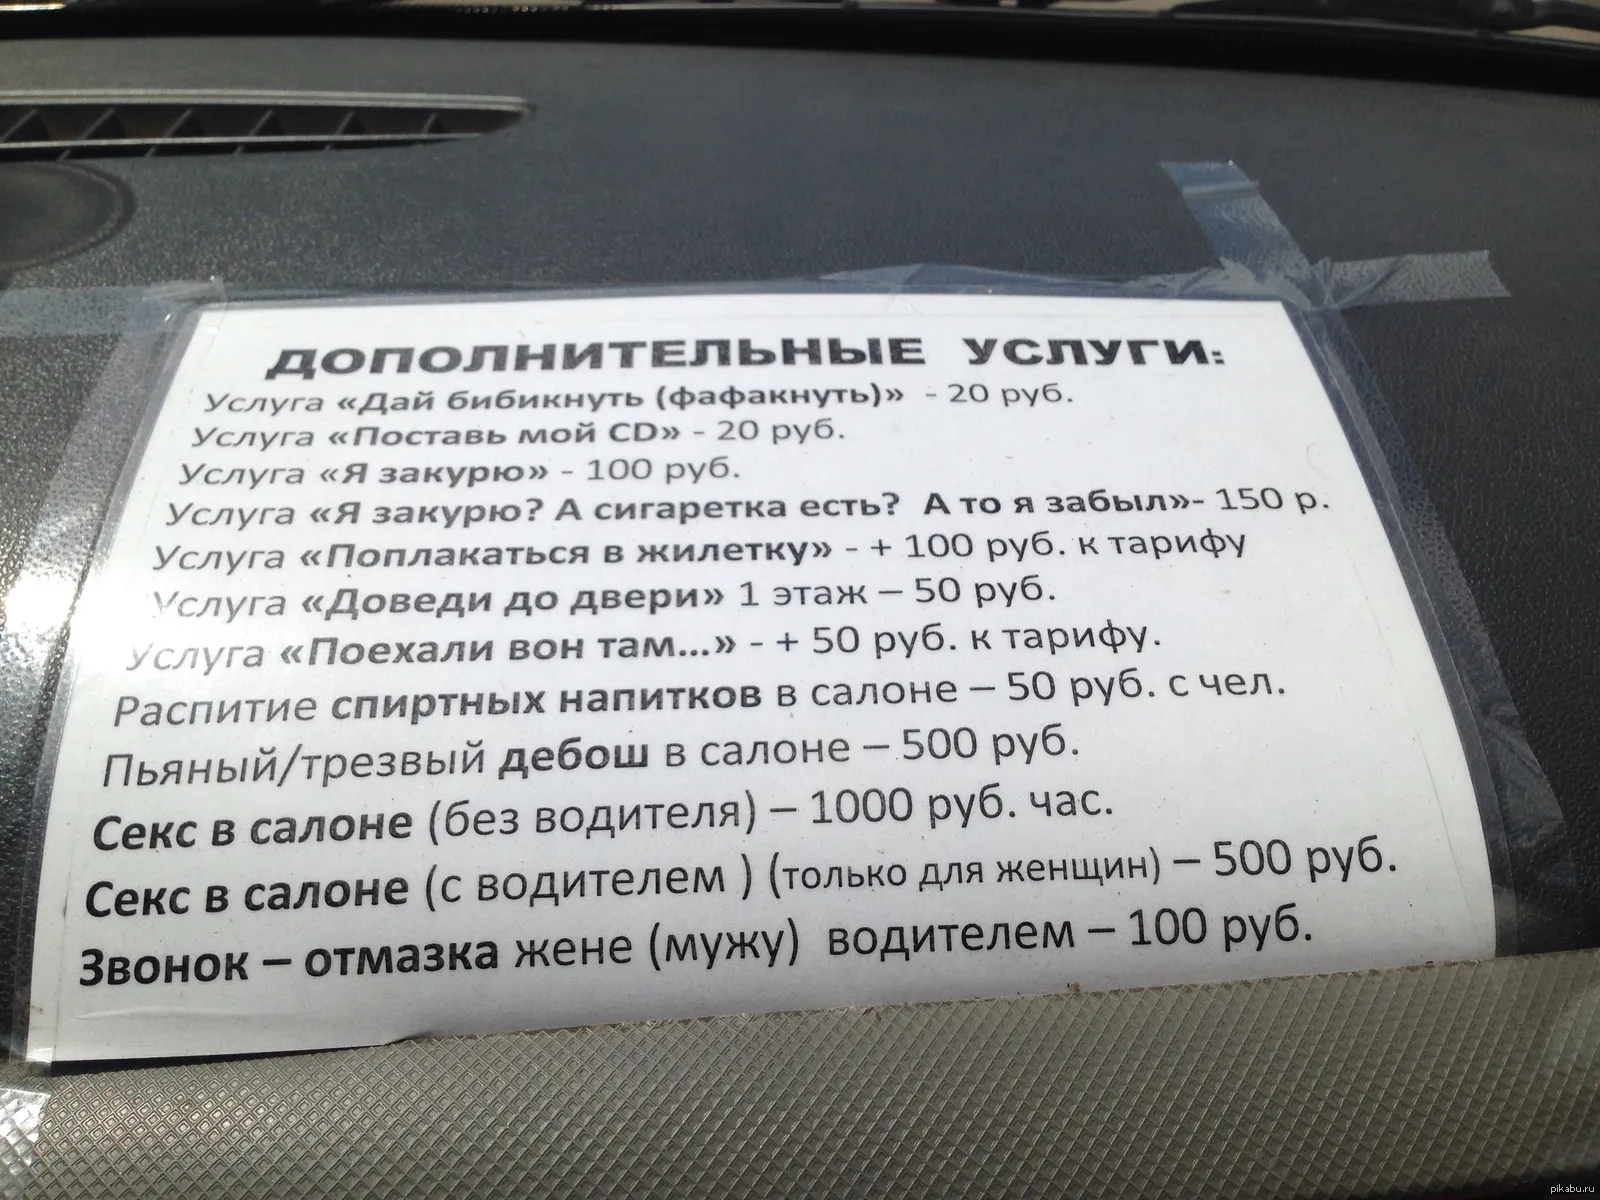 ДОПОЛНИТЕЛЬНЫЕ УСЛУГИ:
Услуга «Дай бибикнуть (фафакнуть)» - 20 руб.
Услуга «Поставь мой CD» - 20 руб.
Услуга «Я закурю» - 100 руб.
Услуга «Я закурю? А сигаретка есть? А то я забыл»- 150 р.
Услуга «Поплакаться в жилетку» - + 100 руб. к тарифу
Услуга «Доведи до двери» 1 этаж – 50 руб.
Услуга «Поехали вон там...» - + 50 руб. к тарифу.
Распитие спиртных напитков в салоне – 50 руб. с чел.
Пьяный/трезвый дебош в салоне – 500 руб.
Секс в салоне (без водителя) – 1000 руб. час.
Секс в салоне (с водителем ) (только для женщин) – 500 руб.
Звонок – отмазка жене (мужу) водителем – 100 руб.
pikabu.ru